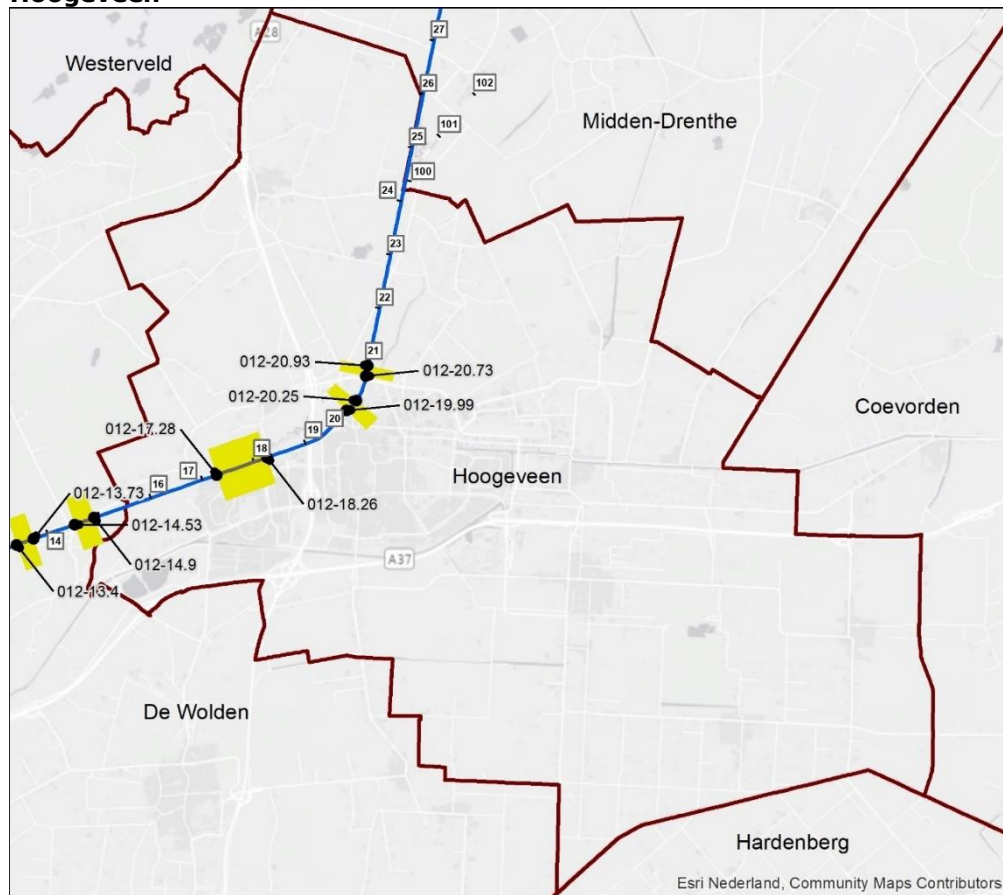 Hoogeveen
27
A28
Westerveld
26
102
101
Midden-Drenthe
25
100
24
23
22
21
012-20.93
012-20.73
012-20.25
012-19.99
20
Coevorden
19
012-17.28
18
17
Hoogeveen
012-13.73
16
012-18.26
012-14.53
14
012-14.9
A37
012-13.4
De Wolden
Hardenberg
Esri Nederland, Community Maps Contributors